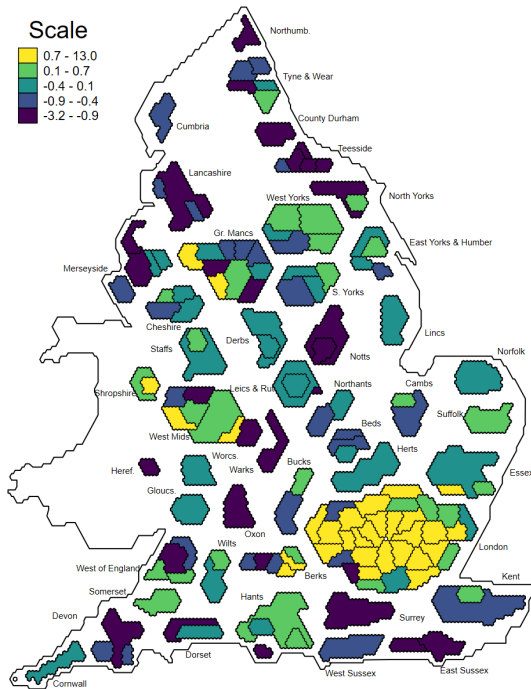 Scale
0.7 - 13.0
0.1 - 0.7
-0.4 - 0.1
-0.9 - -0.4
-3.2 - -0.9
Northumb.
Tyne & Wear
County Durham
Cumbria
Teesside
Lancashire
North Yorks
West Yorks
Gr. Mancs
East Yorks & Humber
Merseyside
S. Yorks
Cheshire
Lincs
Derbs
Staffs
Notts
Norfolk
Shropshire
Leics & Rut
Northants
Cambs
Suffolk
West Mids
Beds
Worcs.
Herts
Warks
Bucks
Heref.
Essex
Gloucs.
Oxon
Wilts
London
West of England
Berks
Kent
Somerset
Hants
Devon
Surrey
Dorset
West Sussex
East Sussex
Cornwall